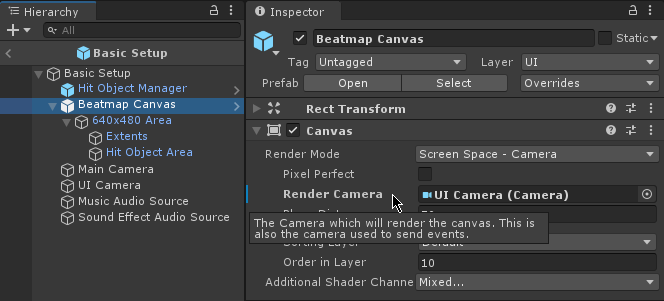 Hierarchy
All
Basic Setup
Basic Setup
Hit Object Manager
Beatmap Canvas
640x480 Area
Extents
Hit Object Area
Main Camera
UI Camera
Music Audio Source
Sound Effect Audio Source
Inspector
Beatmap Canvas
Static
Tag Untagged Layer UI
Prefab Open Select Overrides
Rect Transform
Canvas
Render Mode Screen Space - Camera
Pixel Perfect
Render Camera UI Camera (Camera)
The Camera which will render the canvas. This is
also the camera used to send events.
Order in Layer 10
Additional Shader Channe Mixed...